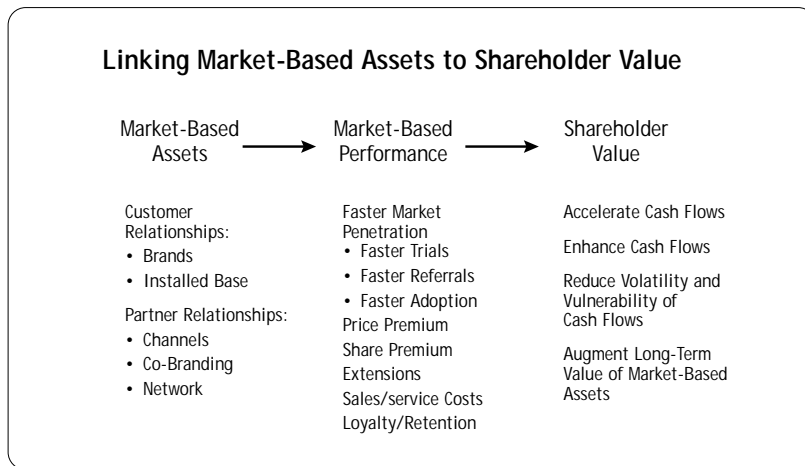 Linking Market-Based Assets to Shareholder Value
Market-Based
Assets
Market-Based
Performance
Shareholder
Value
Customer
Relationships:
• Brands
• Installed Base
Partner Relationships:
• Channels
• Co-Branding
• Network
Faster Market
Penetration
• Faster Trials
• Faster Referrals
• Faster Adoption
Price Premium
Share Premium
Extensions
Sales/service Costs
Loyalty/Retention
Accelerate Cash Flows
Enhance Cash Flows
Reduce Volatility and
Vulnerability of
Cash Flows
Augment Long-Term
Value of Market-Based
Assets